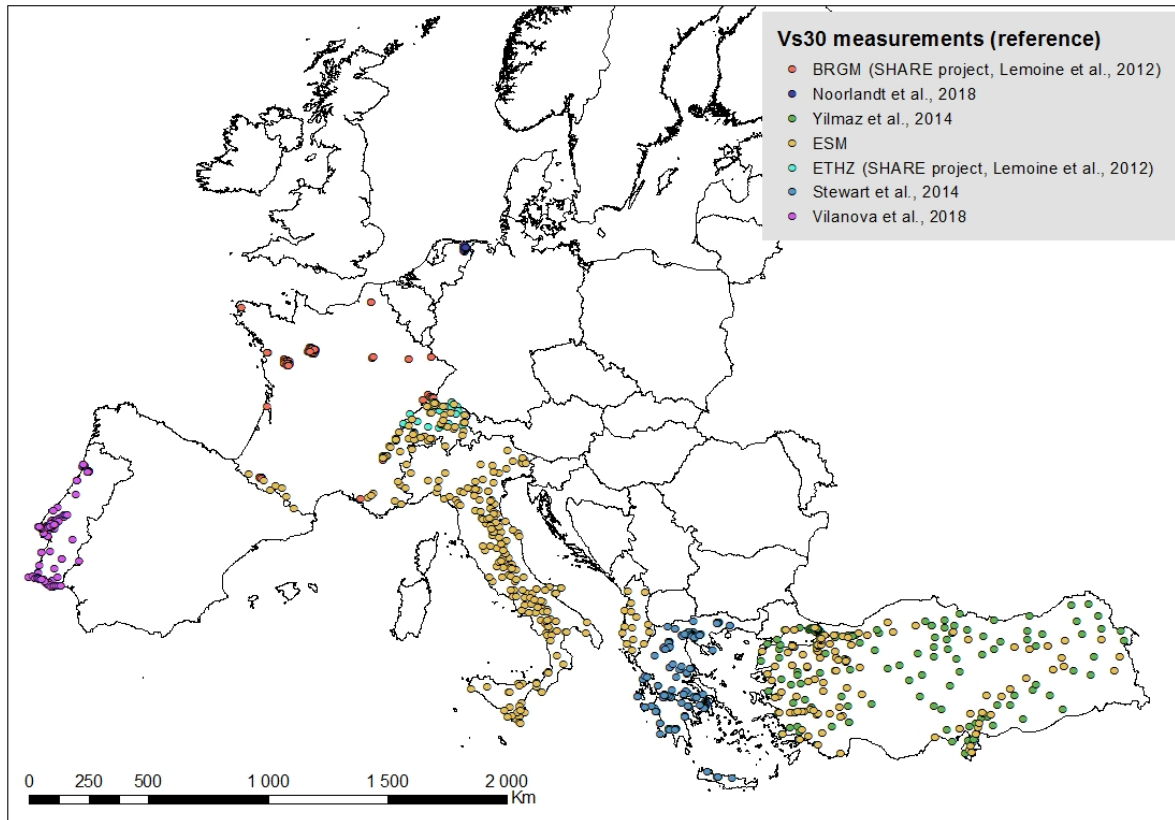 Vs30 measurements (reference)
BRGM (SHARE project, Lemoine et al., 2012)
Noorlandt et al., 2018
Yilmaz et al., 2014
ESM
ETHZ (SHARE project, Lemoine et al., 2012)
Stewart et al., 2014
Vilanova et al., 2018
0 250 500 1 000 1 500 2 000
Km